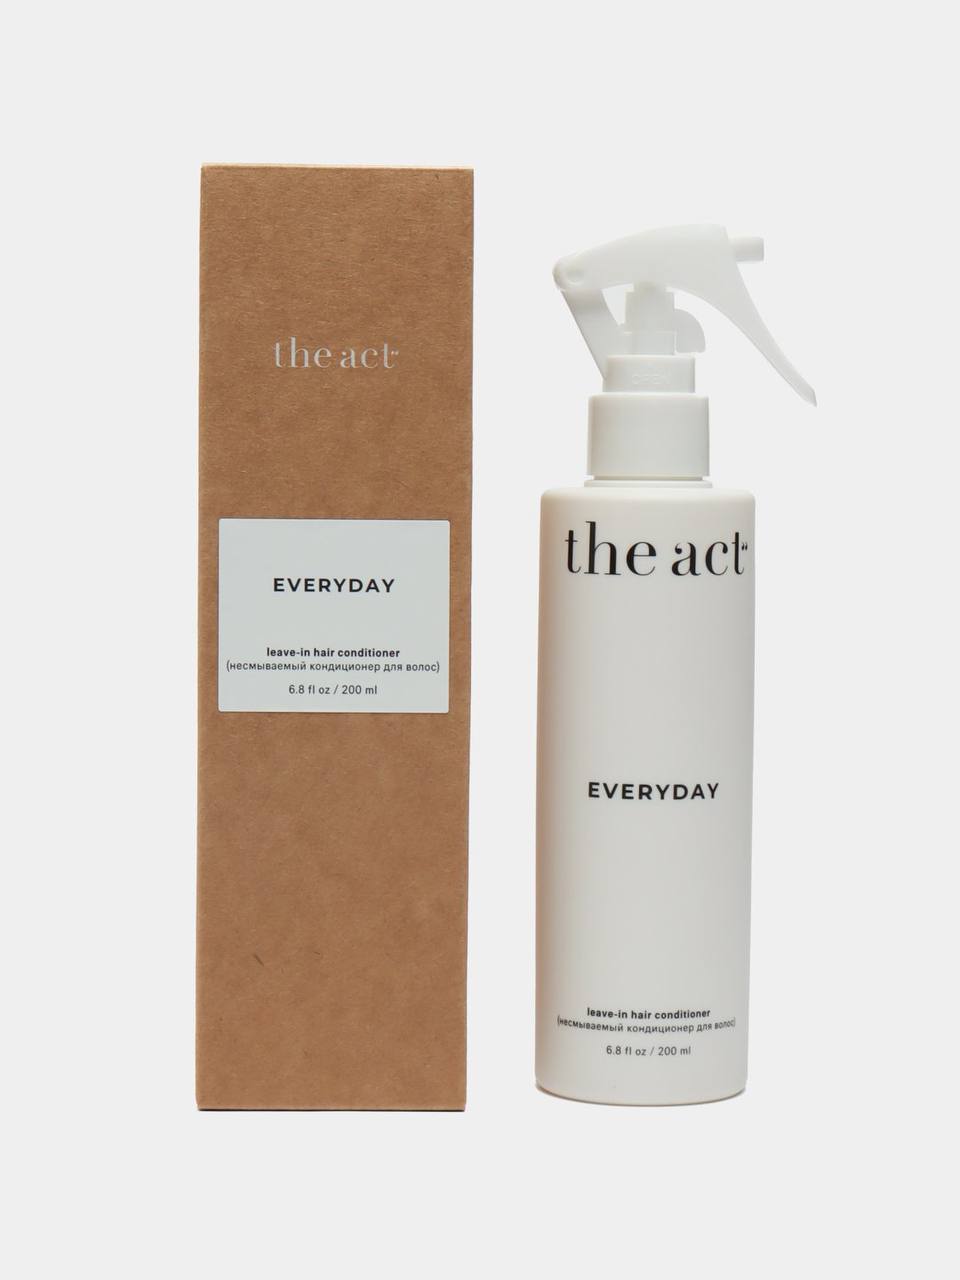 the act
EVERYDAY
leave-in hair conditioner
(несмываемый кондиционер для волос)
6.8 fl oz / 200 ml
OPEN
the act
EVERYDAY
leave-in hair conditioner
(несмываемый кондиционер для волос)
6.8 fl oz / 200 ml